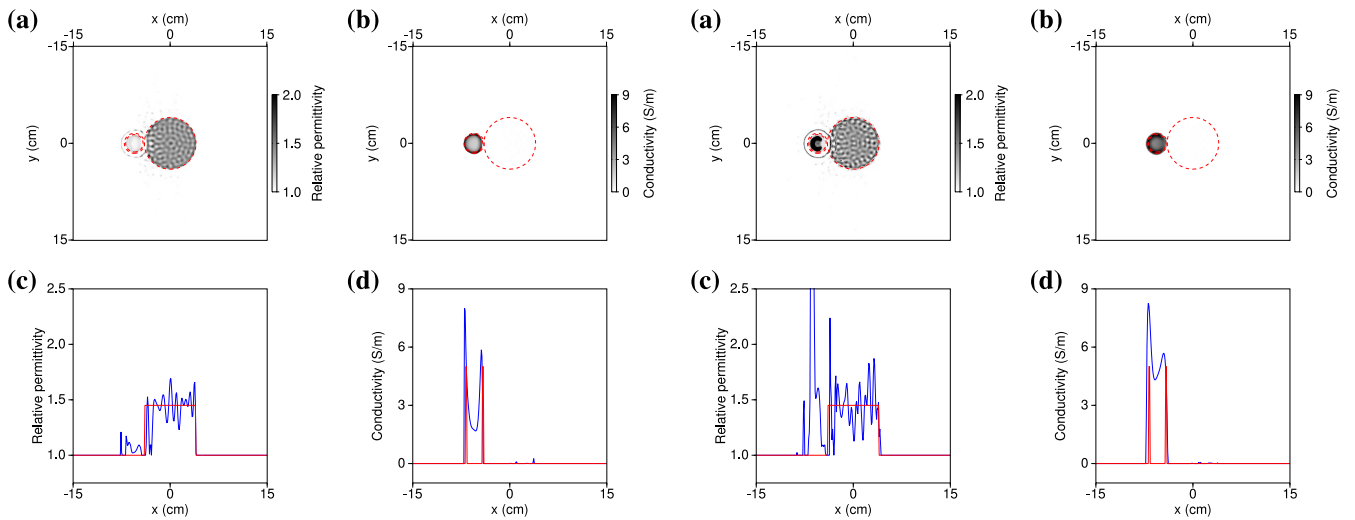 (a)
x (cm)
-15 0 15
-15
0
15
y (cm)
2.0
1.5
1.0
Relative permittivity
(b)
x (cm)
-15 0 15
-15
0
15
y (cm)
9
6
3
0
Conductivity (S/m)
(a)
x (cm)
-15 0 15
-15
0
15
y (cm)
2.0
1.5
1.0
Relative permittivity
(b)
x (cm)
-15 0 15
-15
0
15
y (cm)
9
6
3
0
Conductivity (S/m)
(c)
2.5
2.0
1.5
1.0
Relative permittivity
-15 0 15
x (cm)
(d)
9
6
3
0
Conductivity (S/m)
-15 0 15
x (cm)
(c)
2.5
2.0
1.5
1.0
Relative permittivity
-15 0 15
x (cm)
(d)
9
6
3
0
Conductivity (S/m)
-15 0 15
x (cm)